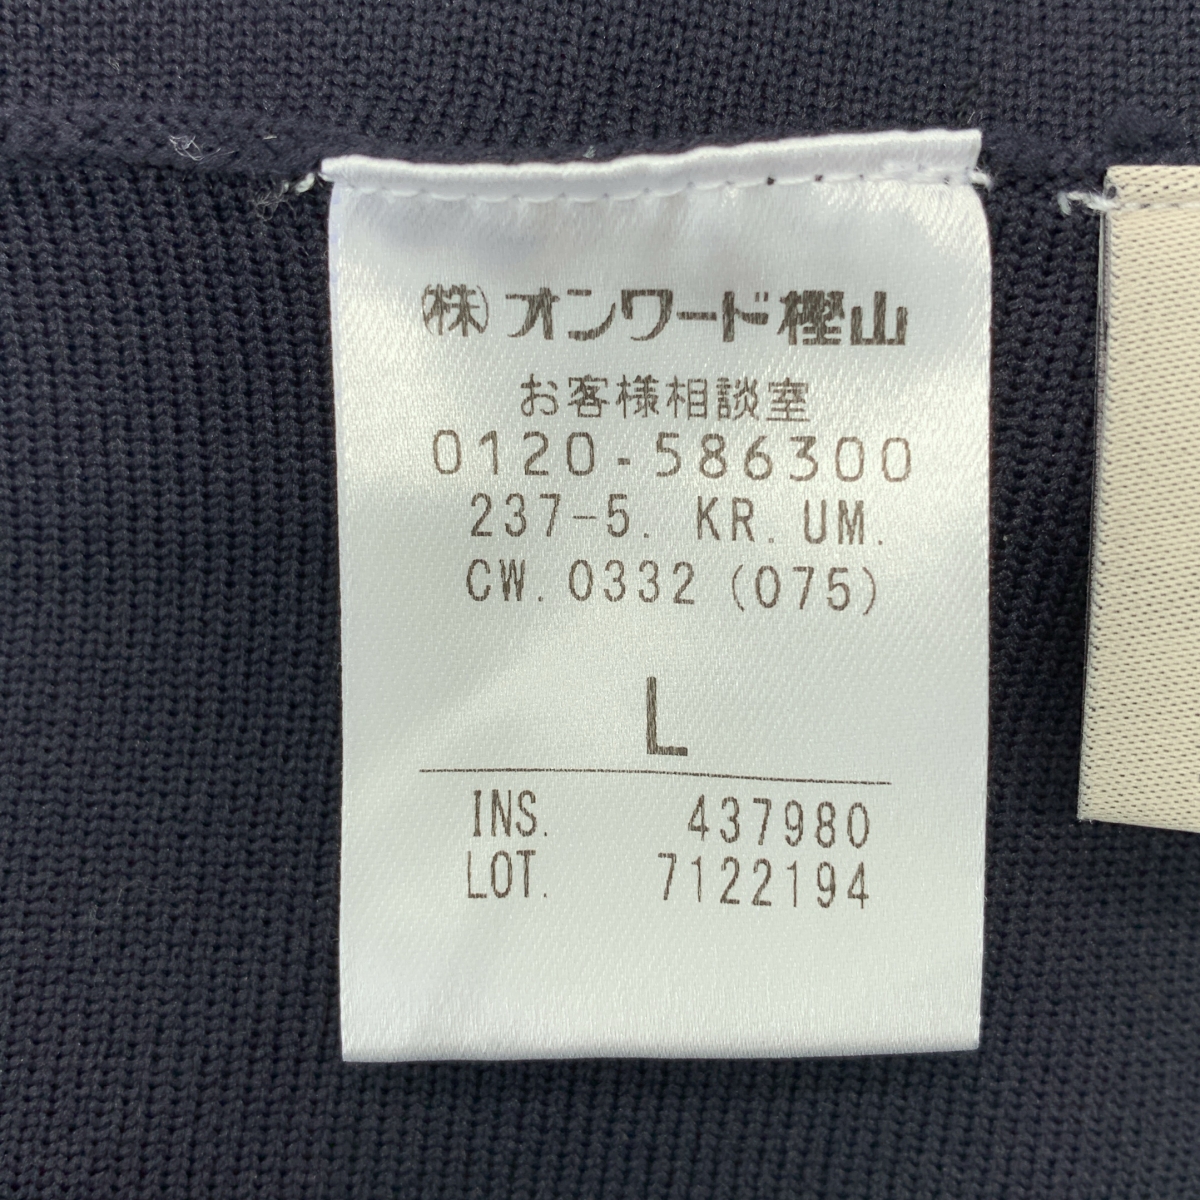 ㈱オンワード樫山
お客様相談室
0120-586300
237-5. KR. UM.
CW. 0332 (075)
L
INS. 437980
LOT. 7122194